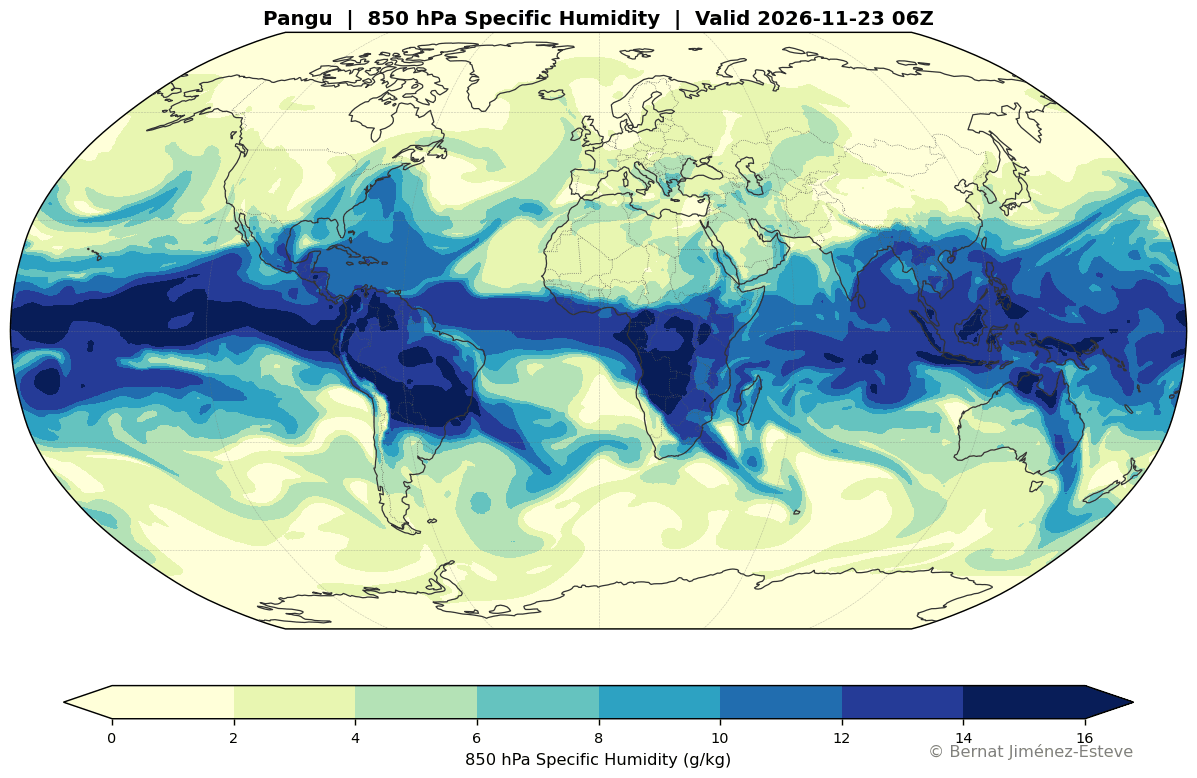 Pangu  |  850 hPa Specific Humidity  |  Valid 2026-11-23 06Z
0 2 4 6 8 10 12 14 16
850 hPa Specific Humidity (g/kg)
© Bernat Jiménez-Esteve